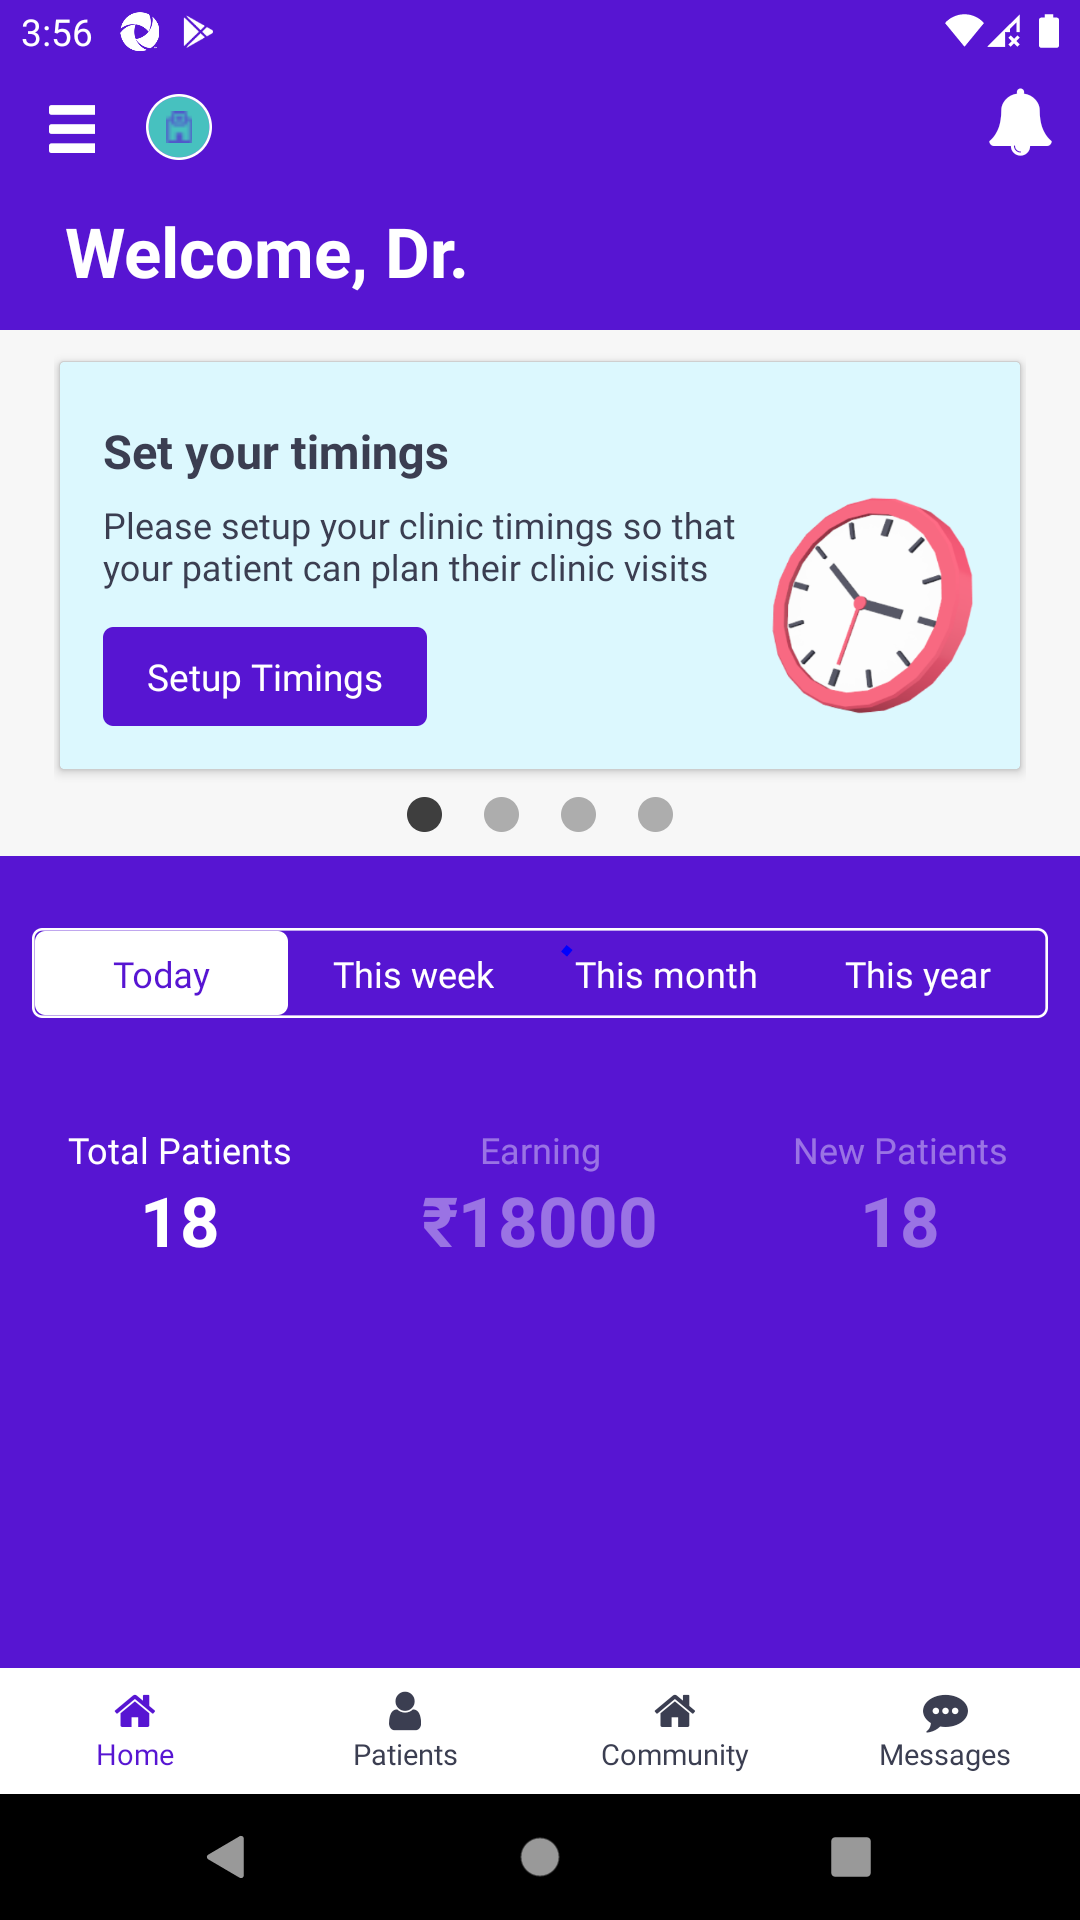 3:56
Welcome, Dr.
Set your timings
Please setup your clinic timings so that
your patient can plan their clinic visits
Setup Timings
Today This week This month This year
Total Patients Earning New Patients
18 ₹18000 18
Home Patients Community Messages